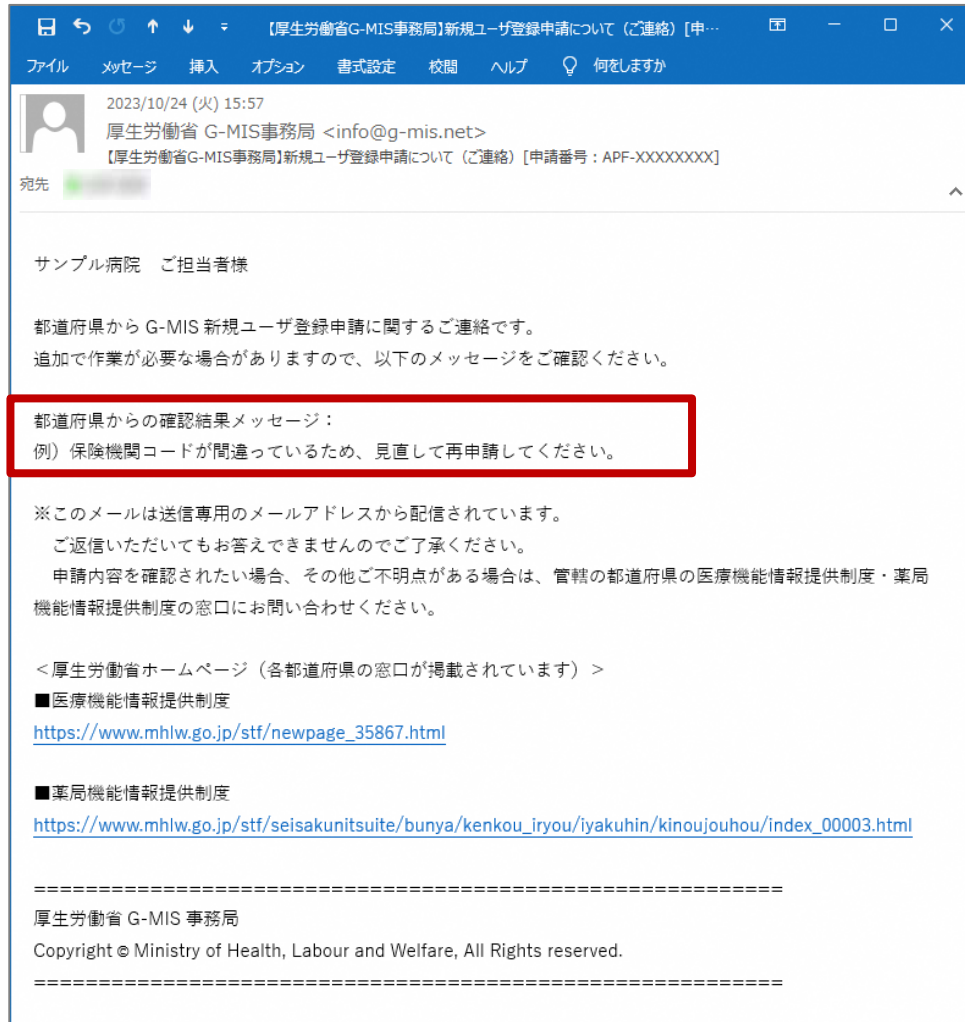 【厚生労働省G-MIS事務局】新規ユーザ登録申請について（ご連絡）[申…
ファイル メッセージ 挿入 オプション 書式設定 校閲 ヘルプ 何をしますか
2023/10/24 (火) 15:57
厚生労働省 G-MIS事務局 <info@g-mis.net>
【厚生労働省G-MIS事務局】新規ユーザ登録申請について（ご連絡）[申請番号：APF-XXXXXXXX]
宛先
サンプル病院　ご担当者様
都道府県から G-MIS 新規ユーザ登録申請に関するご連絡です。
追加で作業が必要な場合がありますので、以下のメッセージをご確認ください。
都道府県からの確認結果メッセージ：
例）保険機関コードが間違っているため、見直して再申請してください。
※このメールは送信専用のメールアドレスから配信されています。
ご返信いただいてもお答えできませんのでご了承ください。
申請内容を確認されたい場合、その他ご不明点がある場合は、管轄の都道府県の医療機能情報提供制度・薬局
機能情報提供制度の窓口にお問い合わせください。
＜厚生労働省ホームページ（各都道府県の窓口が掲載されています）＞
■医療機能情報提供制度
https://www.mhlw.go.jp/stf/newpage_35867.html
■薬局機能情報提供制度
https://www.mhlw.go.jp/stf/seisakunitsuite/bunya/kenkou_iryou/iyakuhin/kinoujouhou/index_00003.html
==========================================================
厚生労働省 G-MIS 事務局
Copyright © Ministry of Health, Labour and Welfare, All Rights reserved.
==========================================================